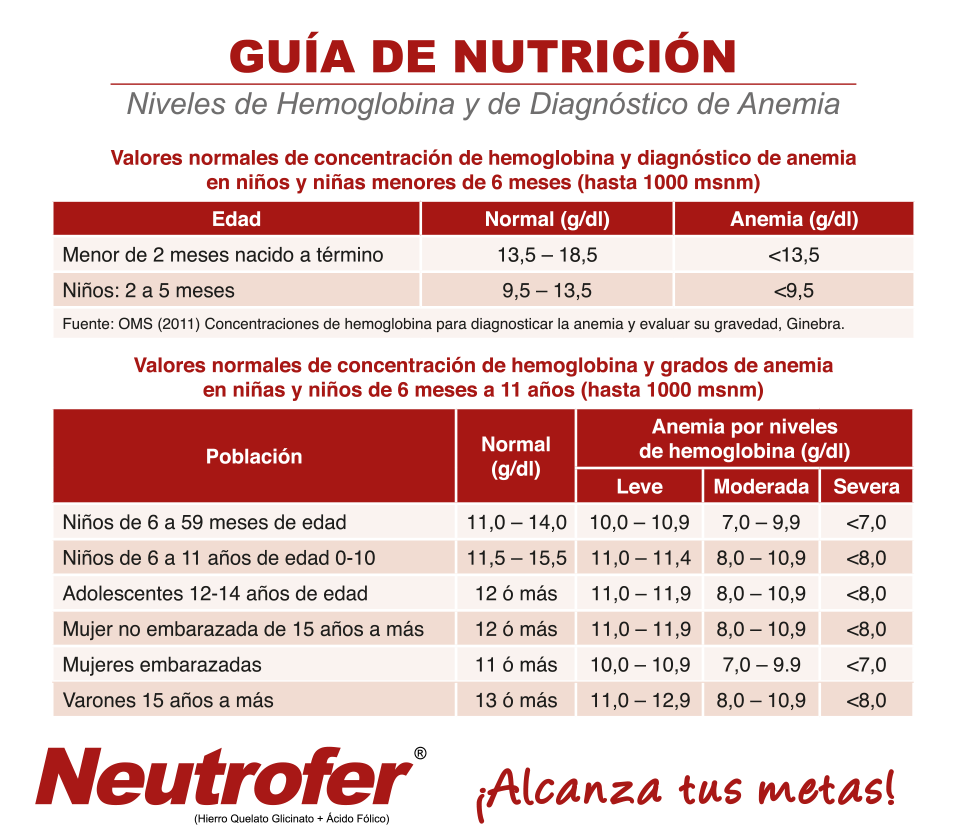 GUÍA DE NUTRICIÓN
Niveles de Hemoglobina y de Diagnóstico de Anemia
Valores normales de concentración de hemoglobina y diagnóstico de anemia
en niños y niñas menores de 6 meses (hasta 1000 msnm)
Edad Normal (g/dl) Anemia (g/dl)
Menor de 2 meses nacido a término 13,5 – 18,5 <13,5
Niños: 2 a 5 meses 9,5 – 13,5 <9,5
Fuente: OMS (2011) Concentraciones de hemoglobina para diagnosticar la anemia y evaluar su gravedad, Ginebra.
Valores normales de concentración de hemoglobina y grados de anemia
en niñas y niños de 6 meses a 11 años (hasta 1000 msnm)
Población
Normal
(g/dl)
Anemia por niveles
de hemoglobina (g/dl)
Leve Moderada Severa
Niños de 6 a 59 meses de edad 11,0 – 14,0 10,0 – 10,9 7,0 – 9,9 <7,0
Niños de 6 a 11 años de edad 0-10 11,5 – 15,5 11,0 – 11,4 8,0 – 10,9 <8,0
Adolescentes 12-14 años de edad 12 ó más 11,0 – 11,9 8,0 – 10,9 <8,0
Mujer no embarazada de 15 años a más 12 ó más 11,0 – 11,9 8,0 – 10,9 <8,0
Mujeres embarazadas 11 ó más 10,0 – 10,9 7,0 – 9.9 <7,0
Varones 15 años a más 13 ó más 11,0 – 12,9 8,0 – 10,9 <8,0
Neutrofer®
(Hierro Quelato Glicinato + Ácido Fólico)
¡Alcanza tus metas!